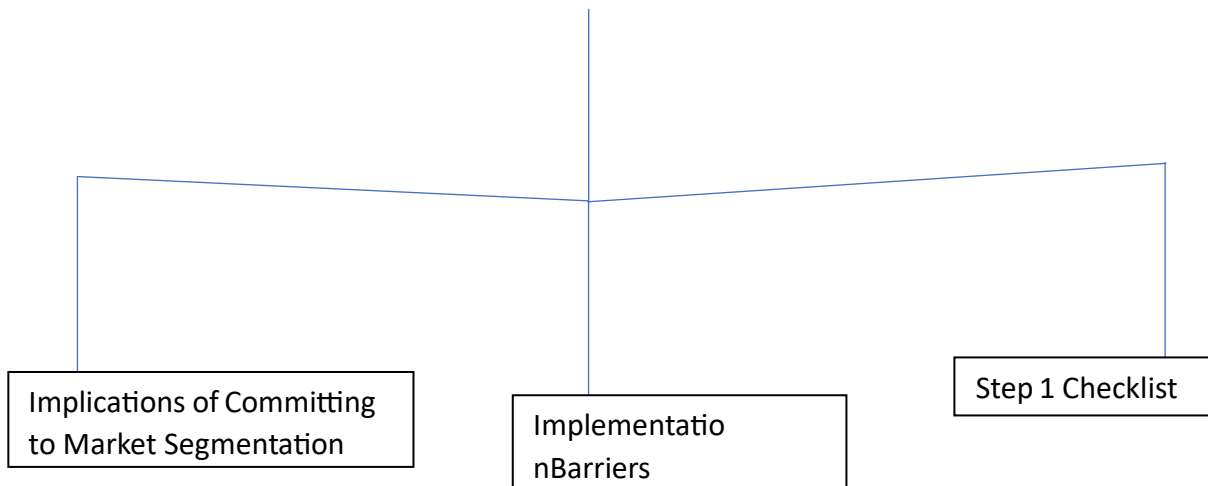 Implications of Committing
to Market Segmentation
Implementatio
nBarriers
Step 1 Checklist